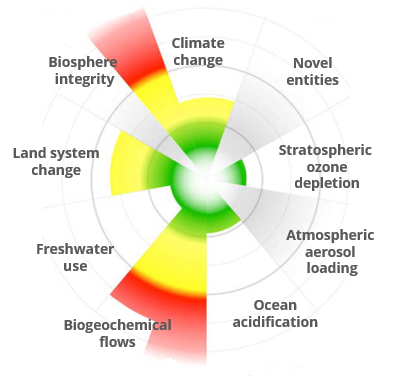 Climate
change
Novel
entities
Stratospheric
ozone
depletion
Atmospheric
aerosol
loading
Ocean
acidification
Biogeochemical
flows
Freshwater
use
Land system
change
Biosphere
integrity